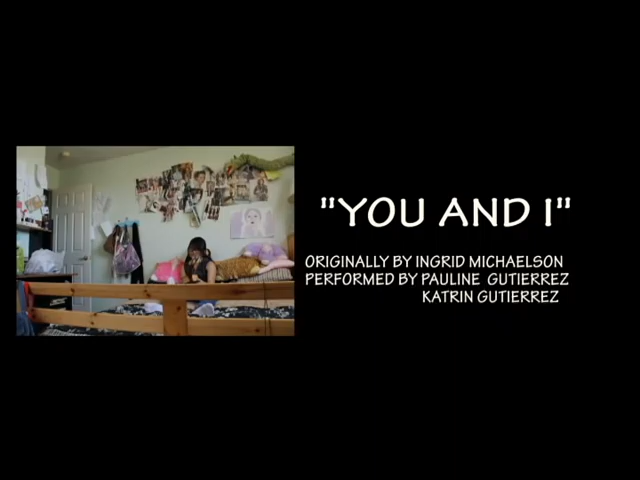 "YOU AND I"
ORIGINALLY BY INGRID MICHAELSON
PERFORMED BY PAULINE GUTIERREZ
KATRIN GUTIERREZ